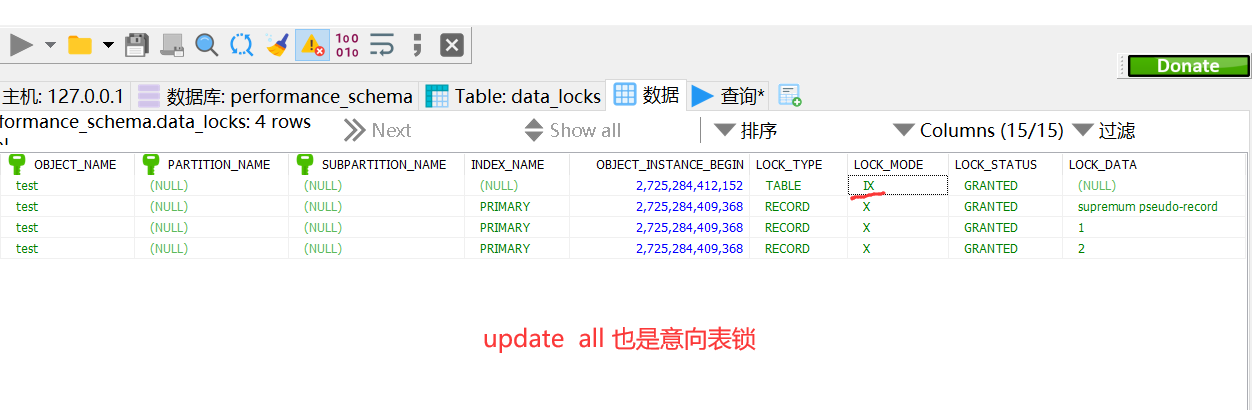 100
010
Donate
主机: 127.0.0.1 数据库: performance_schema Table: data_locks 数据 查询*
formance_schema.data_locks: 4 rows Next Show all 排序 Columns (15/15) 过滤
OBJECT_NAME PARTITION_NAME SUBPARTITION_NAME INDEX_NAME OBJECT_INSTANCE_BEGIN LOCK_TYPE LOCK_MODE LOCK_STATUS LOCK_DATA
test (NULL) (NULL) (NULL) 2,725,284,412,152 TABLE IX GRANTED (NULL)
test (NULL) (NULL) PRIMARY 2,725,284,409,368 RECORD X GRANTED supremum pseudo-record
test (NULL) (NULL) PRIMARY 2,725,284,409,368 RECORD X GRANTED 1
test (NULL) (NULL) PRIMARY 2,725,284,409,368 RECORD X GRANTED 2
update all 也是意向表锁